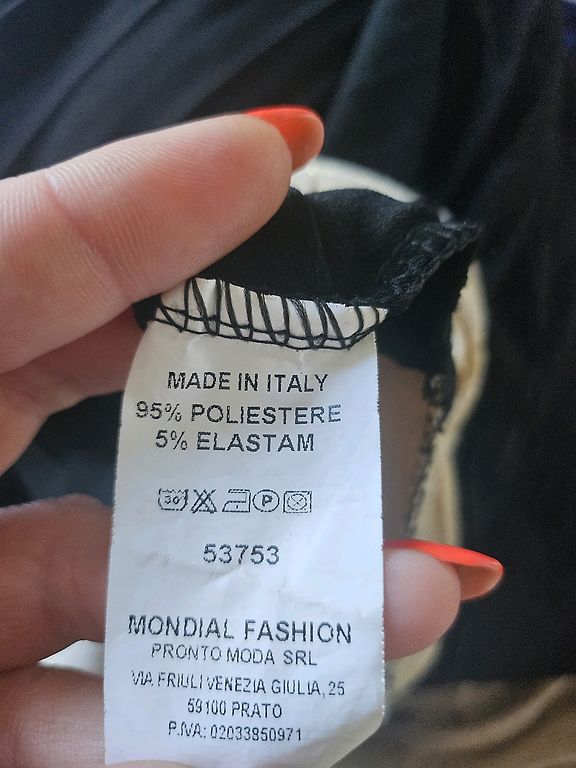 MADE IN ITALY
95% POLIESTERE
5% ELASTAM
30 P
53753
MONDIAL FASHION
PRONTO MODA SRL
VIA FRIULI VENEZIA GIULIA, 25
59100 PRATO
P.IVA: 02033850971